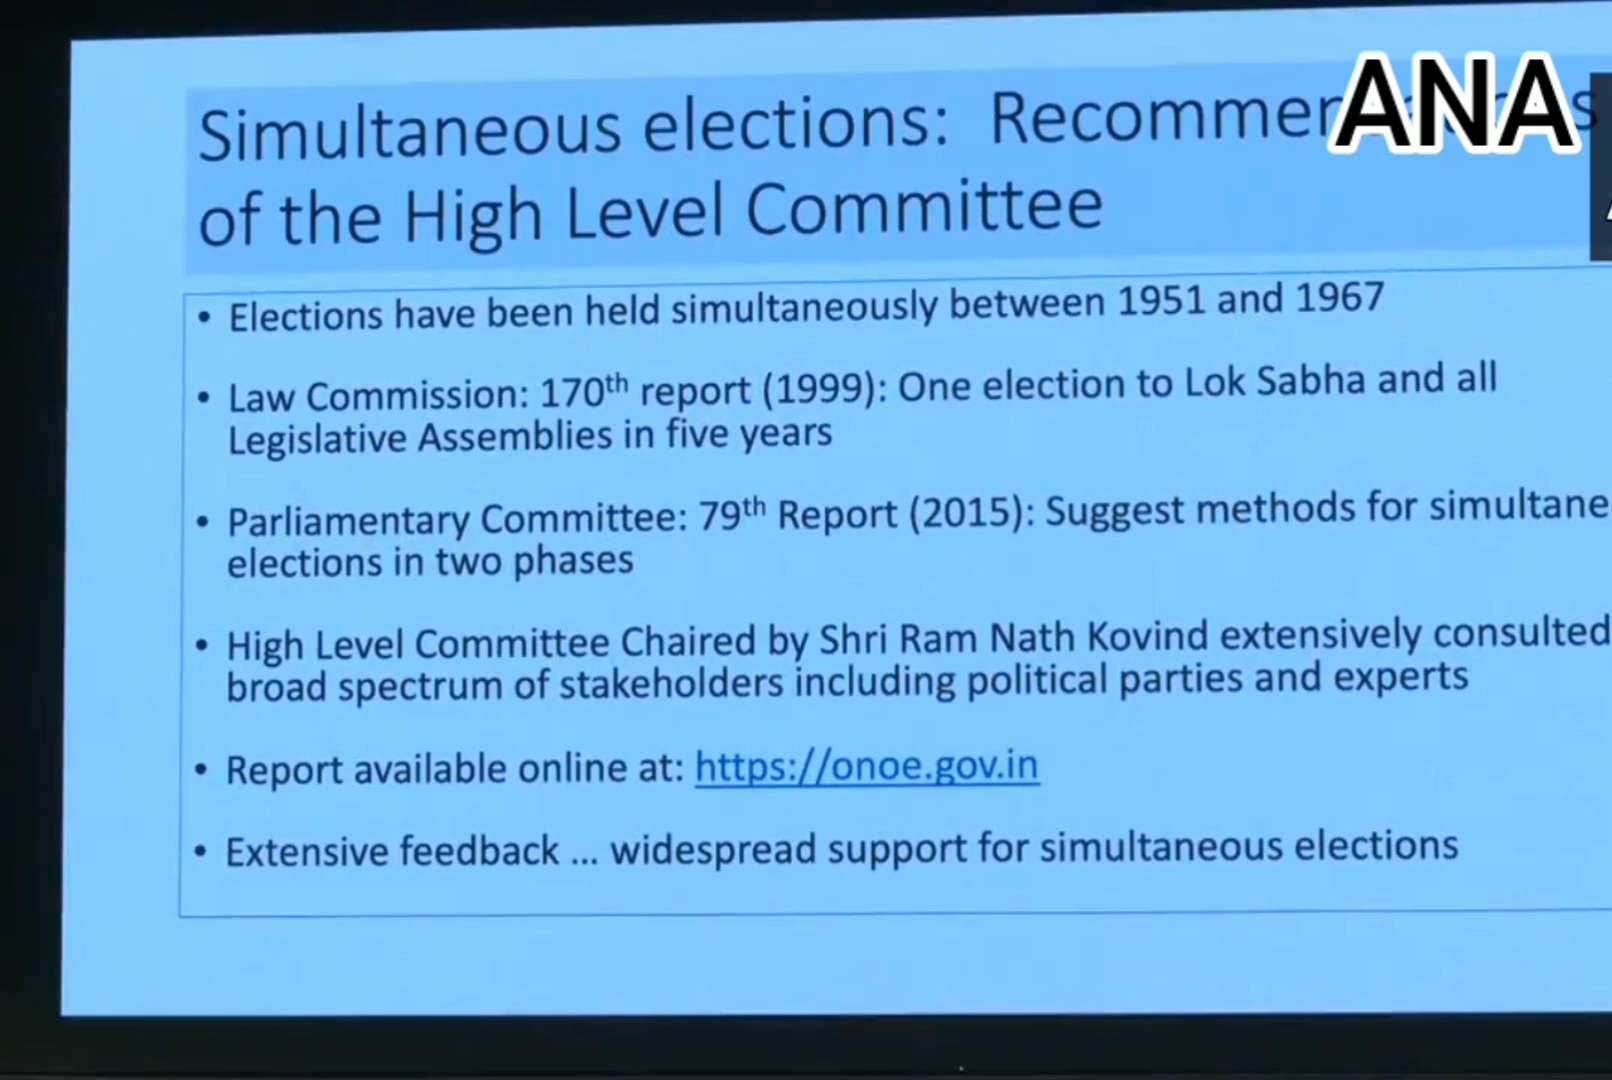 ANA
Simultaneous elections: Recommen s
of the High Level Committee
• Elections have been held simultaneously between 1951 and 1967
• Law Commission: 170th report (1999): One election to Lok Sabha and all
Legislative Assemblies in five years
• Parliamentary Committee: 79th Report (2015): Suggest methods for simultane
elections in two phases
• High Level Committee Chaired by Shri Ram Nath Kovind extensively consulted
broad spectrum of stakeholders including political parties and experts
• Report available online at: https://onoe.gov.in
• Extensive feedback ... widespread support for simultaneous elections